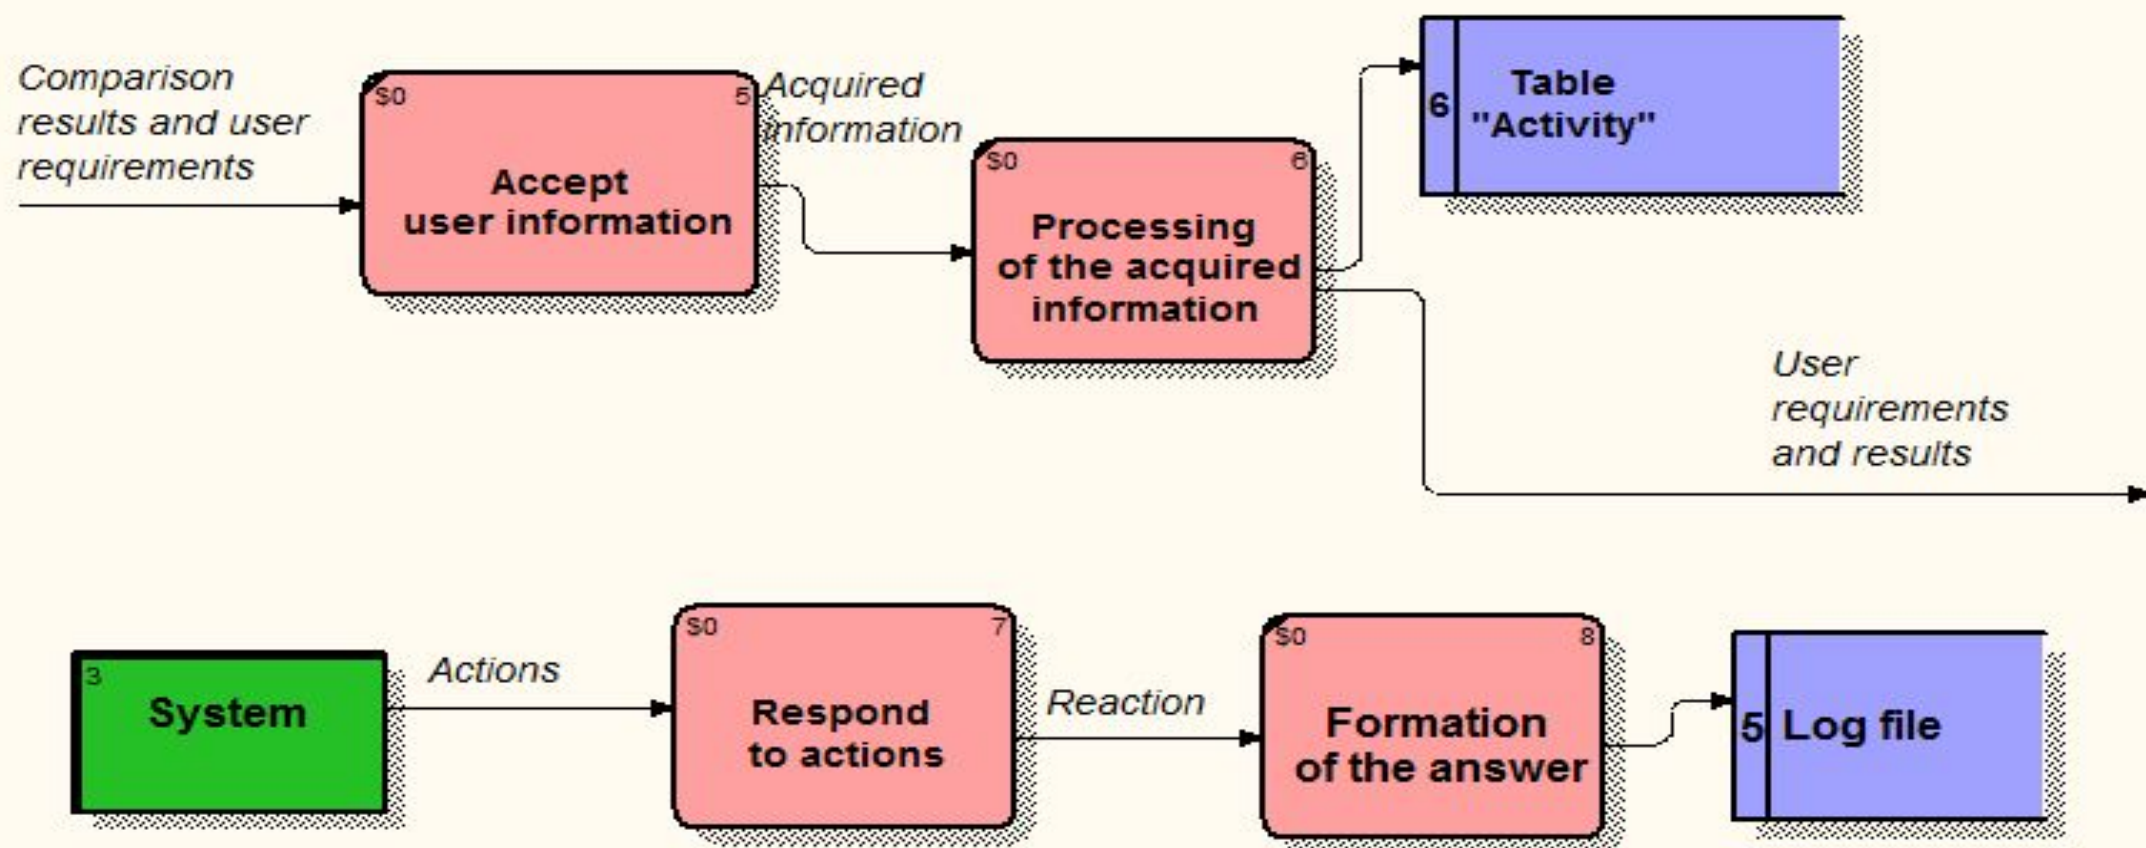 Comparison
results and user
requirements
$0
5
Accept
user information
Acquired
information
$0
6
Processing
of the acquired
information
6
Table
"Activity"
User
requirements
and results
3
System
Actions
$0
7
Respond
to actions
Reaction
$0
8
Formation
of the answer
5
Log file